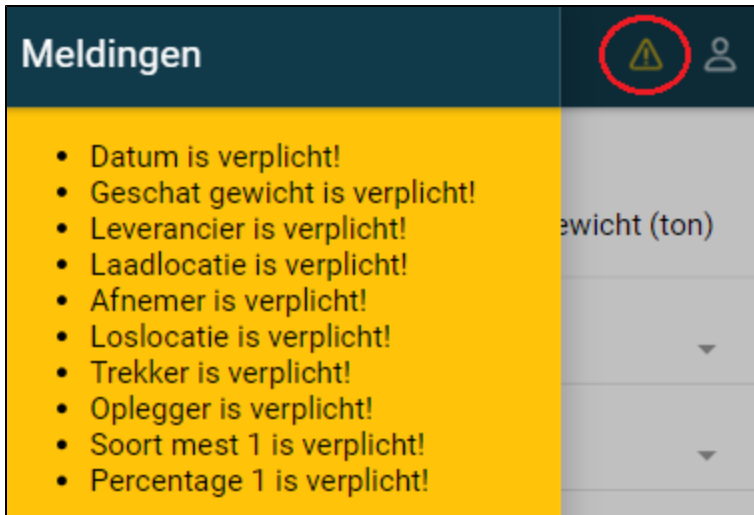 Meldingen
• Datum is verplicht!
• Geschat gewicht is verplicht!
• Leverancier is verplicht!
ewicht (ton)
• Laadlocatie is verplicht!
• Afnemer is verplicht!
• Loslocatie is verplicht!
• Trekker is verplicht!
• Oplegger is verplicht!
• Soort mest 1 is verplicht!
• Percentage 1 is verplicht!